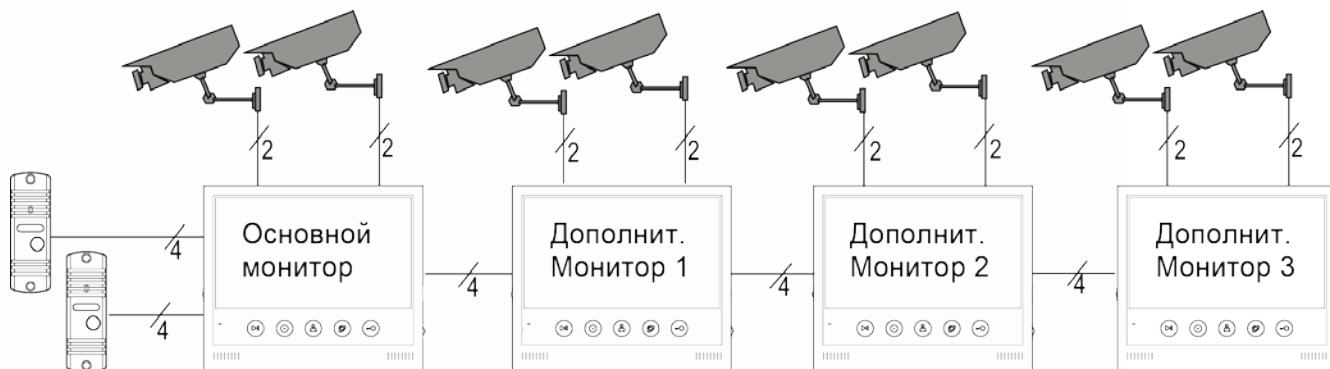 2 2 2 2 2 2 2 2
4
Основной
монитор
Дополнит.
Монитор 1
Дополнит.
Монитор 2
Дополнит.
Монитор 3
4 4 4
4